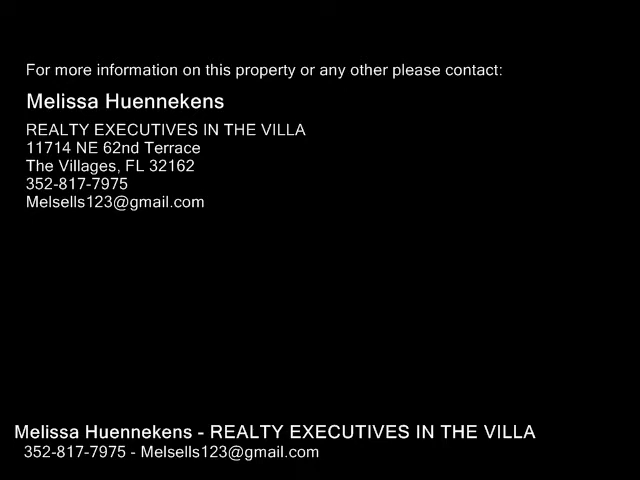 For more information on this property or any other please contact:
Melissa Huennekens
REALTY EXECUTIVES IN THE VILLA
11714 NE 62nd Terrace
The Villages, FL 32162
352-817-7975
Melsells123@gmail.com
Melissa Huennekens - REALTY EXECUTIVES IN THE VILLA
352-817-7975 - Melsells123@gmail.com